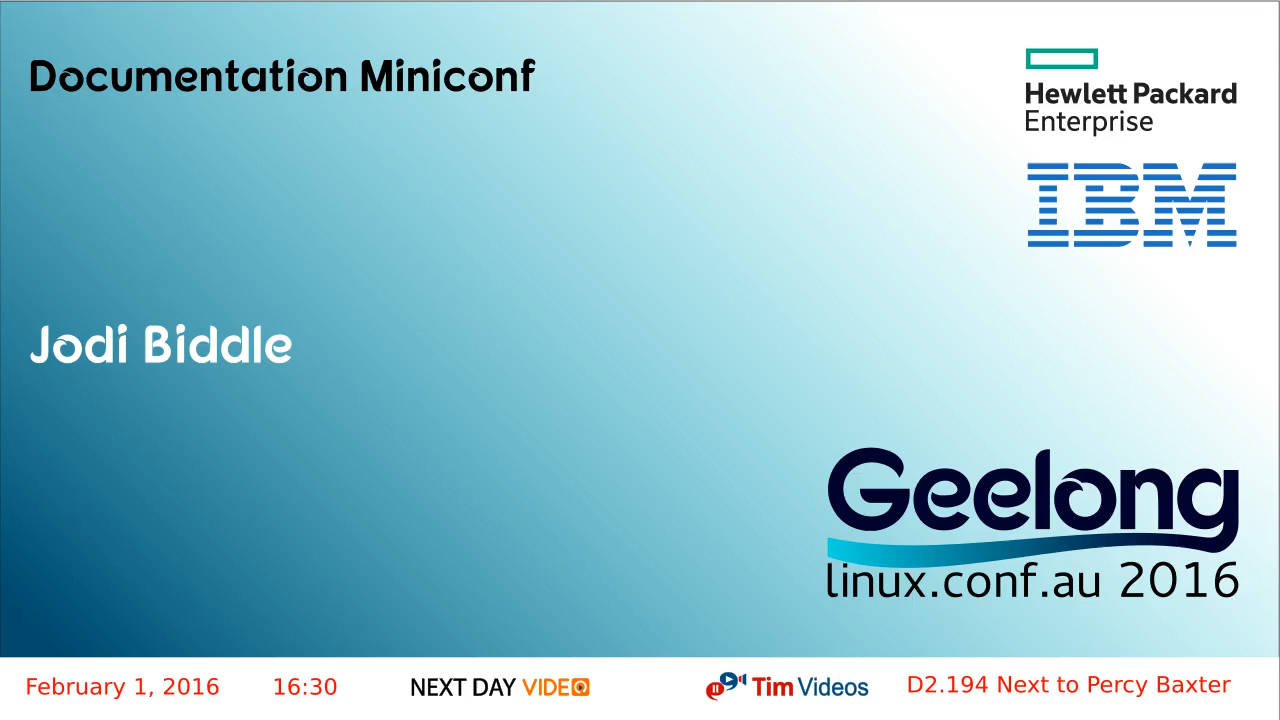 Documentation Miniconf
Hewlett Packard
Enterprise
IBM
Jodi Biddle
Geelong
linux.conf.au 2016
February 1, 2016
16:30
NEXT DAY VIDEO
Tim Videos
D2.194 Next to Percy Baxter